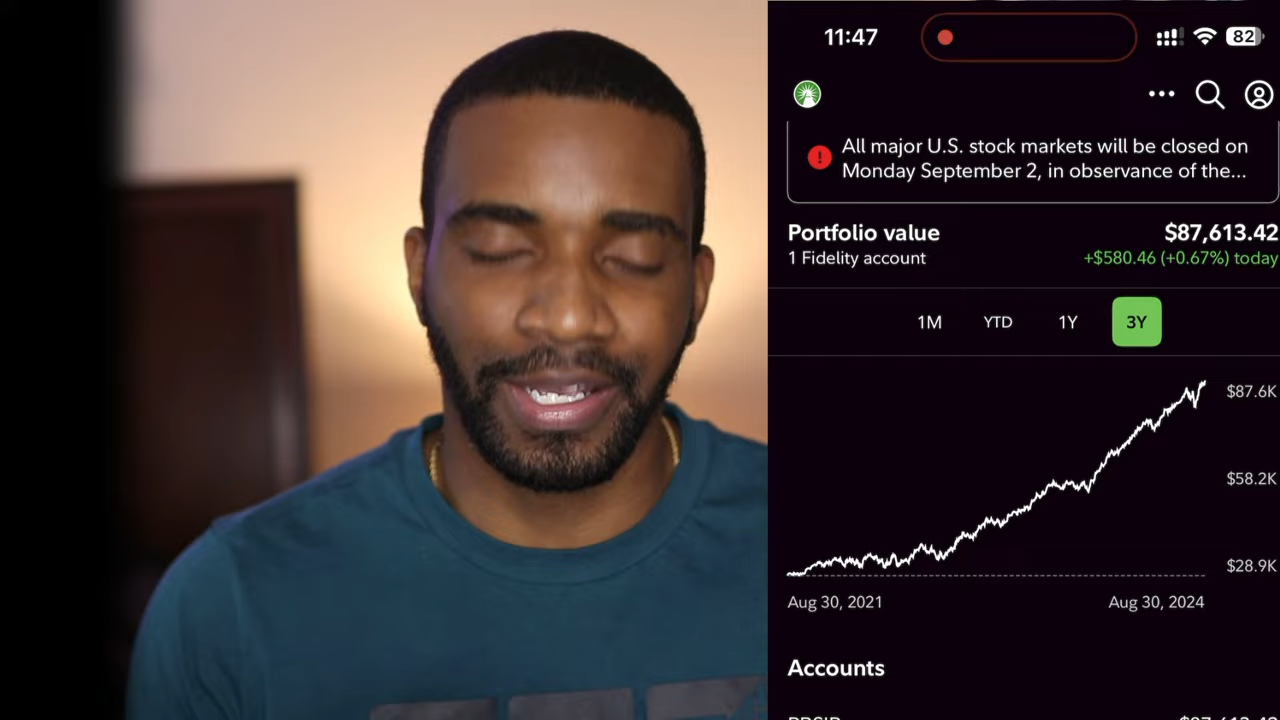 11:47
82
All major U.S. stock markets will be closed on
Monday September 2, in observance of the...
Portfolio value $87,613.42
1 Fidelity account +$580.46 (+0.67%) today
1M YTD 1Y 3Y
$87.6K
$58.2K
$28.9K
Aug 30, 2021 Aug 30, 2024
Accounts